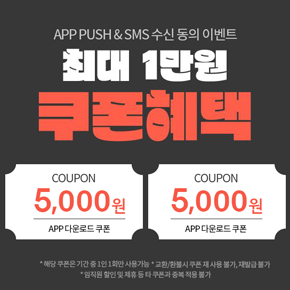 APP PUSH & SMS 수신 동의 이벤트
최대 1만원
쿠폰혜택
COUPON
5,000원
APP 다운로드 쿠폰
COUPON
5,000원
APP 다운로드 쿠폰
* 해당 쿠폰은 기간 중 1인 1회만 사용가능 * 교환/환불시 쿠폰 재 사용 불가, 재발급 불가
* 임직원 할인 및 제휴 등 타 쿠폰과 중복 적용 불가